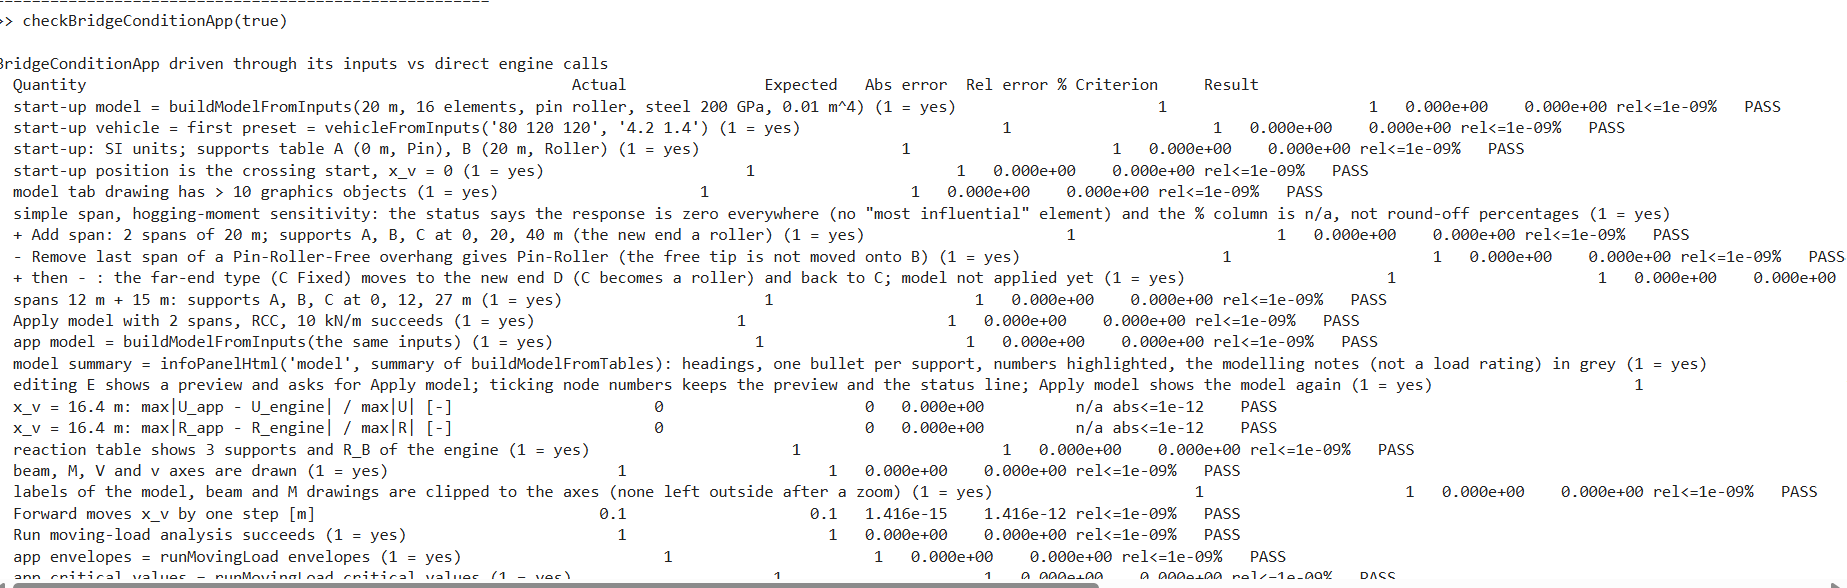 >> checkBridgeConditionApp(true)
BridgeConditionApp driven through its inputs vs direct engine calls
Quantity Actual Expected Abs error Rel error % Criterion Result
start-up model = buildModelFromInputs(20 m, 16 elements, pin roller, steel 200 GPa, 0.01 m^4) (1 = yes) 1 1 0.000e+00 0.000e+00 rel<=1e-09% PASS
start-up vehicle = first preset = vehicleFromInputs('80 120 120', '4.2 1.4') (1 = yes) 1 1 0.000e+00 0.000e+00 rel<=1e-09% PASS
start-up: SI units; supports table A (0 m, Pin), B (20 m, Roller) (1 = yes) 1 1 0.000e+00 0.000e+00 rel<=1e-09% PASS
start-up position is the crossing start, x_v = 0 (1 = yes) 1 1 0.000e+00 0.000e+00 rel<=1e-09% PASS
model tab drawing has > 10 graphics objects (1 = yes) 1 1 0.000e+00 0.000e+00 rel<=1e-09% PASS
simple span, hogging-moment sensitivity: the status says the response is zero everywhere (no "most influential" element) and the % column is n/a, not round-off percentages (1 = yes)
+ Add span: 2 spans of 20 m; supports A, B, C at 0, 20, 40 m (the new end a roller) (1 = yes) 1 1 0.000e+00 0.000e+00 rel<=1e-09% PASS
- Remove last span of a Pin-Roller-Free overhang gives Pin-Roller (the free tip is not moved onto B) (1 = yes) 1 1 0.000e+00 0.000e+00 rel<=1e-09% PASS
+ then - : the far-end type (C Fixed) moves to the new end D (C becomes a roller) and back to C; model not applied yet (1 = yes) 1 1 0.000e+00 0.000e+00
spans 12 m + 15 m: supports A, B, C at 0, 12, 27 m (1 = yes) 1 1 0.000e+00 0.000e+00 rel<=1e-09% PASS
Apply model with 2 spans, RCC, 10 kN/m succeeds (1 = yes) 1 1 0.000e+00 0.000e+00 rel<=1e-09% PASS
app model = buildModelFromInputs(the same inputs) (1 = yes) 1 1 0.000e+00 0.000e+00 rel<=1e-09% PASS
model summary = infoPanelHtml('model', summary of buildModelFromTables): headings, one bullet per support, numbers highlighted, the modelling notes (not a load rating) in grey (1 = yes)
editing E shows a preview and asks for Apply model; ticking node numbers keeps the preview and the status line; Apply model shows the model again (1 = yes) 1
x_v = 16.4 m: max|U_app - U_engine| / max|U| [-] 0 0 0.000e+00 n/a abs<=1e-12 PASS
x_v = 16.4 m: max|R_app - R_engine| / max|R| [-] 0 0 0.000e+00 n/a abs<=1e-12 PASS
reaction table shows 3 supports and R_B of the engine (1 = yes) 1 1 0.000e+00 0.000e+00 rel<=1e-09% PASS
beam, M, V and v axes are drawn (1 = yes) 1 1 0.000e+00 0.000e+00 rel<=1e-09% PASS
labels of the model, beam and M drawings are clipped to the axes (none left outside after a zoom) (1 = yes) 1 1 0.000e+00 0.000e+00 rel<=1e-09% PASS
Forward moves x_v by one step [m] 0.1 0.1 1.416e-15 1.416e-12 rel<=1e-09% PASS
Run moving-load analysis succeeds (1 = yes) 1 1 0.000e+00 0.000e+00 rel<=1e-09% PASS
app envelopes = runMovingLoad envelopes (1 = yes) 1 1 0.000e+00 0.000e+00 rel<=1e-09% PASS
app critical values = runMovingLoad critical values (1 = yes) 1 1 0.000e+00 0.000e+00 rel<=1e-09% PASS